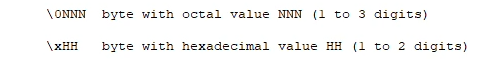 \0NNN  byte with octal value NNN (1 to 3 digits)
\xHH   byte with hexadecimal value HH (1 to 2 digits)